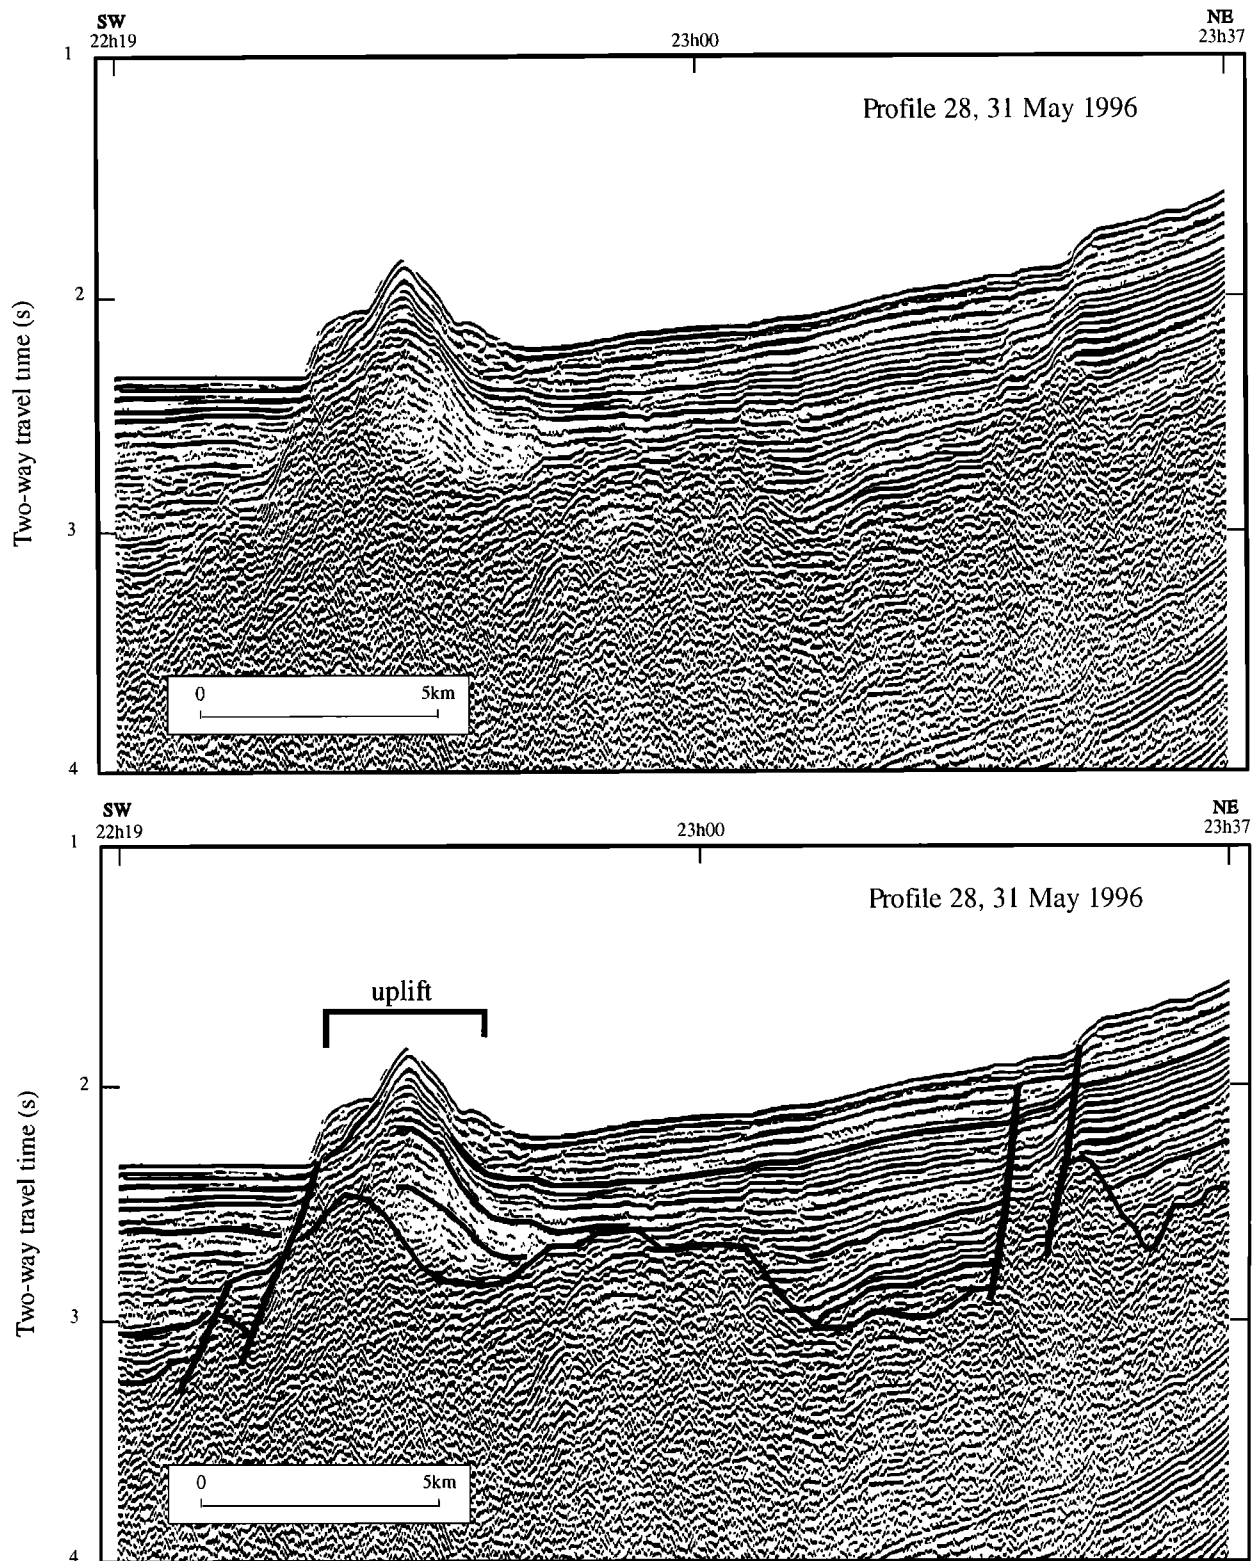 SW NE
22h19 23h00 23h37
1
Profile 28, 31 May 1996
2
Two-way travel time (s)
3
0 5km
4
SW NE
22h19 23h00 23h37
1
Profile 28, 31 May 1996
uplift
2
Two-way travel time (s)
3
0 5km
4